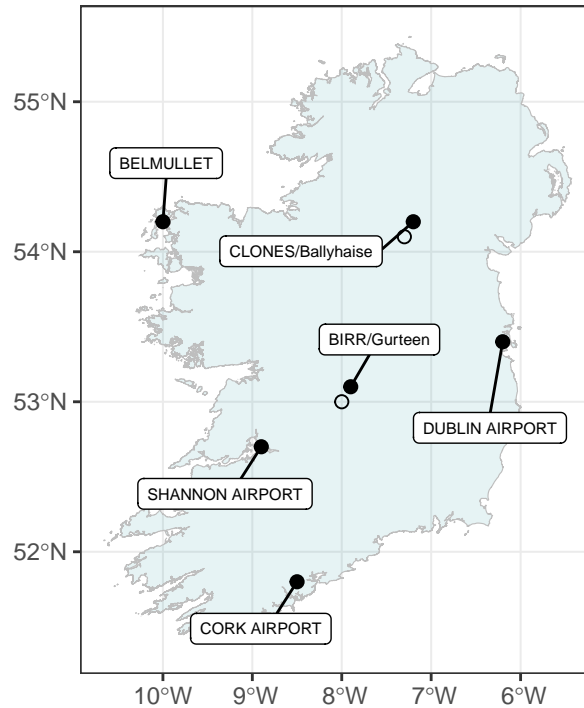 55°N
BELMULLET
54°N
CLONES/Ballyhaise
BIRR/Gurteen
53°N
DUBLIN AIRPORT
SHANNON AIRPORT
52°N
CORK AIRPORT
10°W 9°W 8°W 7°W 6°W